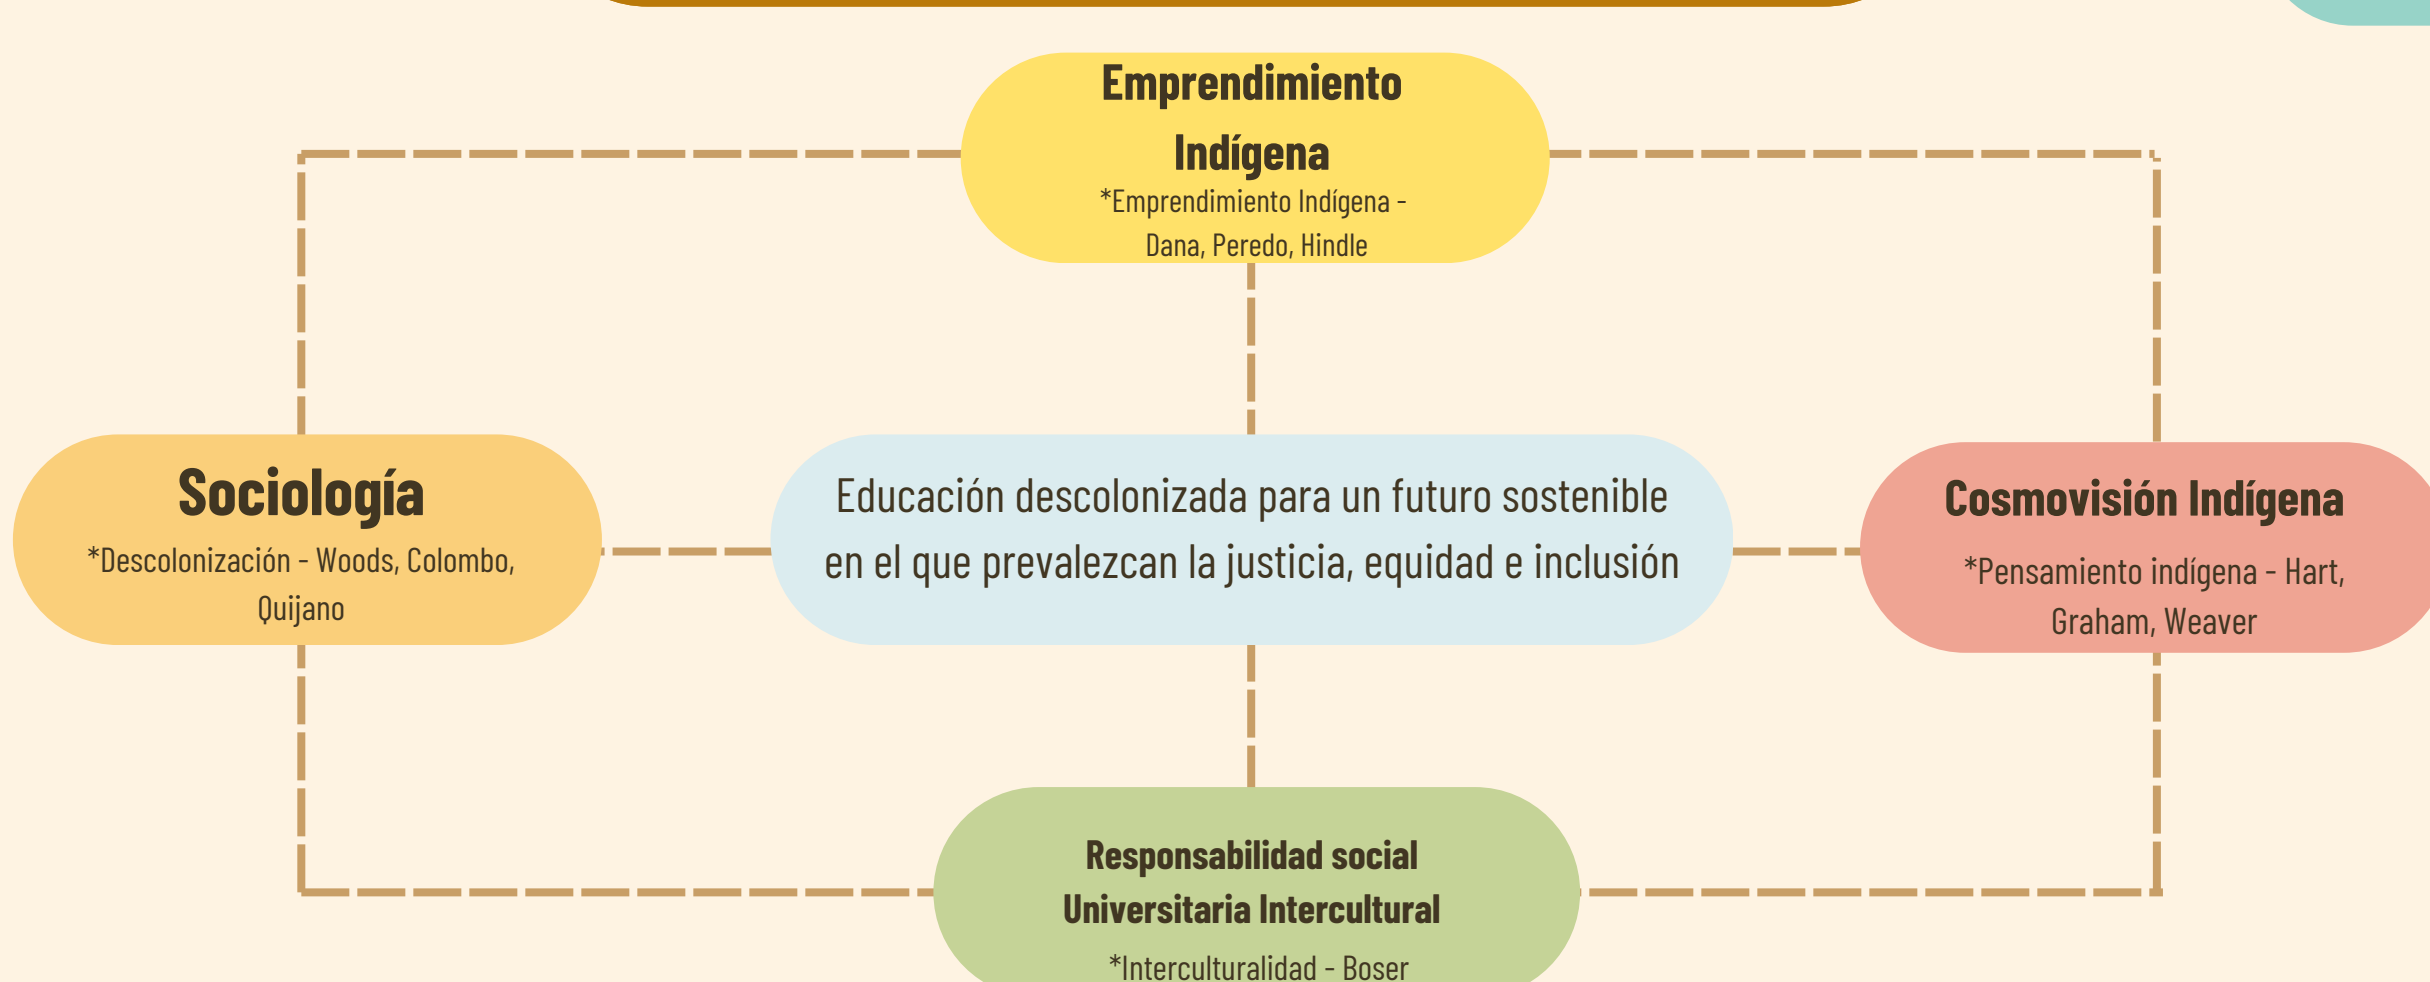 Emprendimiento
Indígena
*Emprendimiento Indígena -
Dana, Peredo, Hindle
Sociología
*Descolonización - Woods, Colombo,
Quijano
Educación descolonizada para un futuro sostenible
en el que prevalezcan la justicia, equidad e inclusión
Cosmovisión Indígena
*Pensamiento indígena - Hart,
Graham, Weaver
Responsabilidad social
Universitaria Intercultural
*Interculturalidad - Boser